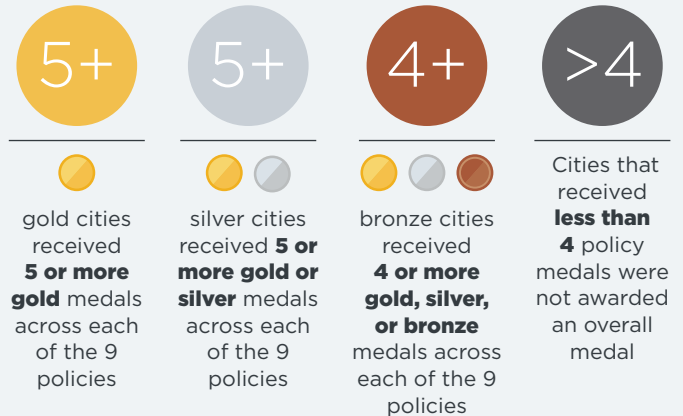 5+
gold cities
received
5 or more
gold medals
across each
of the 9
policies
5+
silver cities
received 5 or
more gold or
silver medals
across each
of the 9
policies
4+
bronze cities
received
4 or more
gold, silver,
or bronze
medals across
each of the 9
policies
>4
Cities that
received
less than
4 policy
medals were
not awarded
an overall
medal